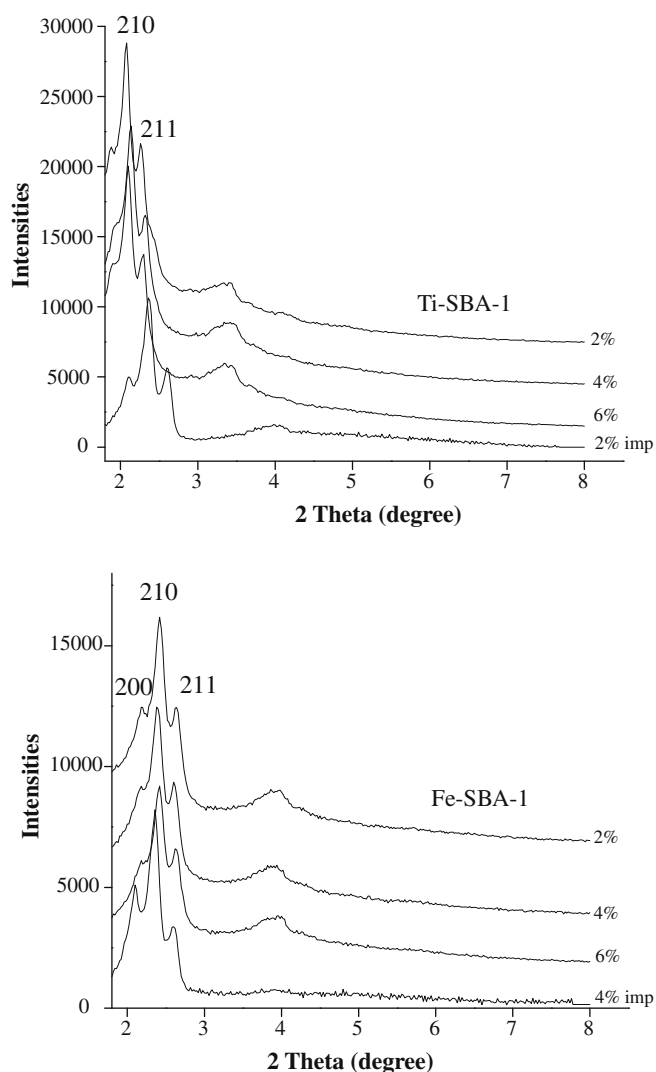 30000
210
25000
211
20000
15000
10000
5000
0
Intensities
Ti-SBA-1
2%
4%
6%
2% imp
2 3 4 5 6 7 8
2 Theta (degree)
210
15000
200
211
10000
5000
0
Intensities
Fe-SBA-1
2%
4%
6%
4% imp
2 3 4 5 6 7 8
2 Theta (degree)